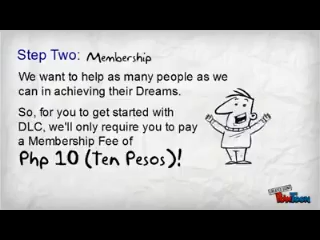 Step Two: Membership
We want to help as many people as we
can in achieving their Dreams.
So, for you to get started with
DLC, we'll only require you to pay
a Membership Fee of
Php 10 (Ten Pesos)!
POWTOON